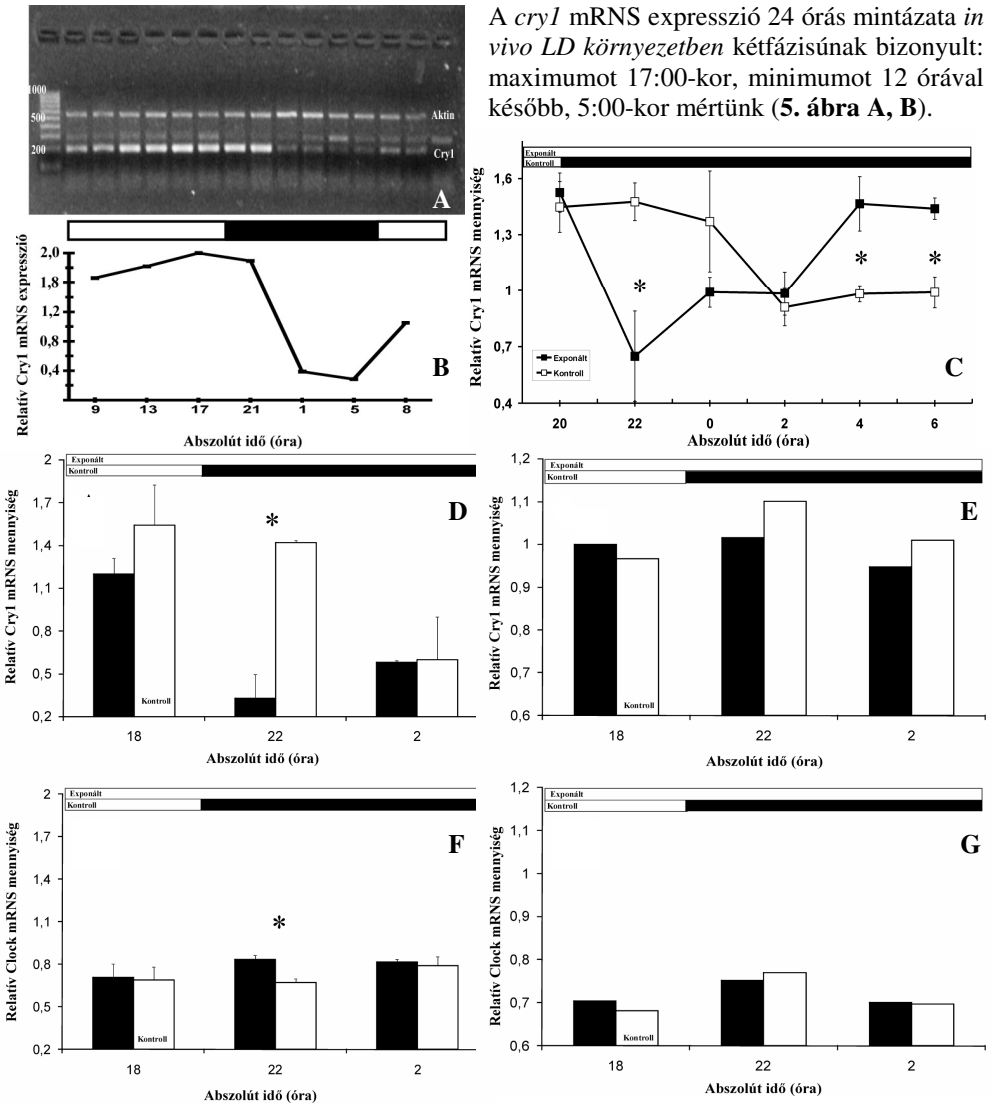 A cry1 mRNS expresszió 24 órás mintázata in
vivo LD környezetben kétfázisúnak bizonyult:
maximumot 17:00-kor, minimumot 12 órával
később, 5:00-kor mértünk (5. ábra A, B).
1000
500
200
Aktin
Cry1
A
Relatív Cry1 mRNS expresszió
2,0
1,8
1,2
0,8
0,4
9 13 17 21 1 5 8
Abszolút idő (óra)
B
Exponált
Kontroll
Relatív Cry1 mRNS mennyiség
1,6
1,3
1
0,7
0,4
* * *
Exponált
Kontroll
C
20 22 0 2 4 6
Abszolút idő (óra)
Exponált
Kontroll
Relatív Cry1 mRNS mennyiség
2
1,7
1,4
1,1
0,8
0,5
0,2
*
D
Kontroll
18 22 2
Abszolút idő (óra)
Exponált
Kontroll
Relatív Cry1 mRNS mennyiség
1,2
1,1
1
0,9
0,8
0,7
0,6
E
Kontroll
18 22 2
Abszolút idő (óra)
Exponált
Kontroll
Relatív Clock mRNS mennyiség
2
1,7
1,4
1,1
0,8
0,5
0,2
*
F
Kontroll
18 22 2
Abszolút idő (óra)
Exponált
Kontroll
Relatív Clock mRNS mennyiség
1,2
1,1
1
0,9
0,8
0,7
0,6
G
Kontroll
18 22 2
Abszolút idő (óra)